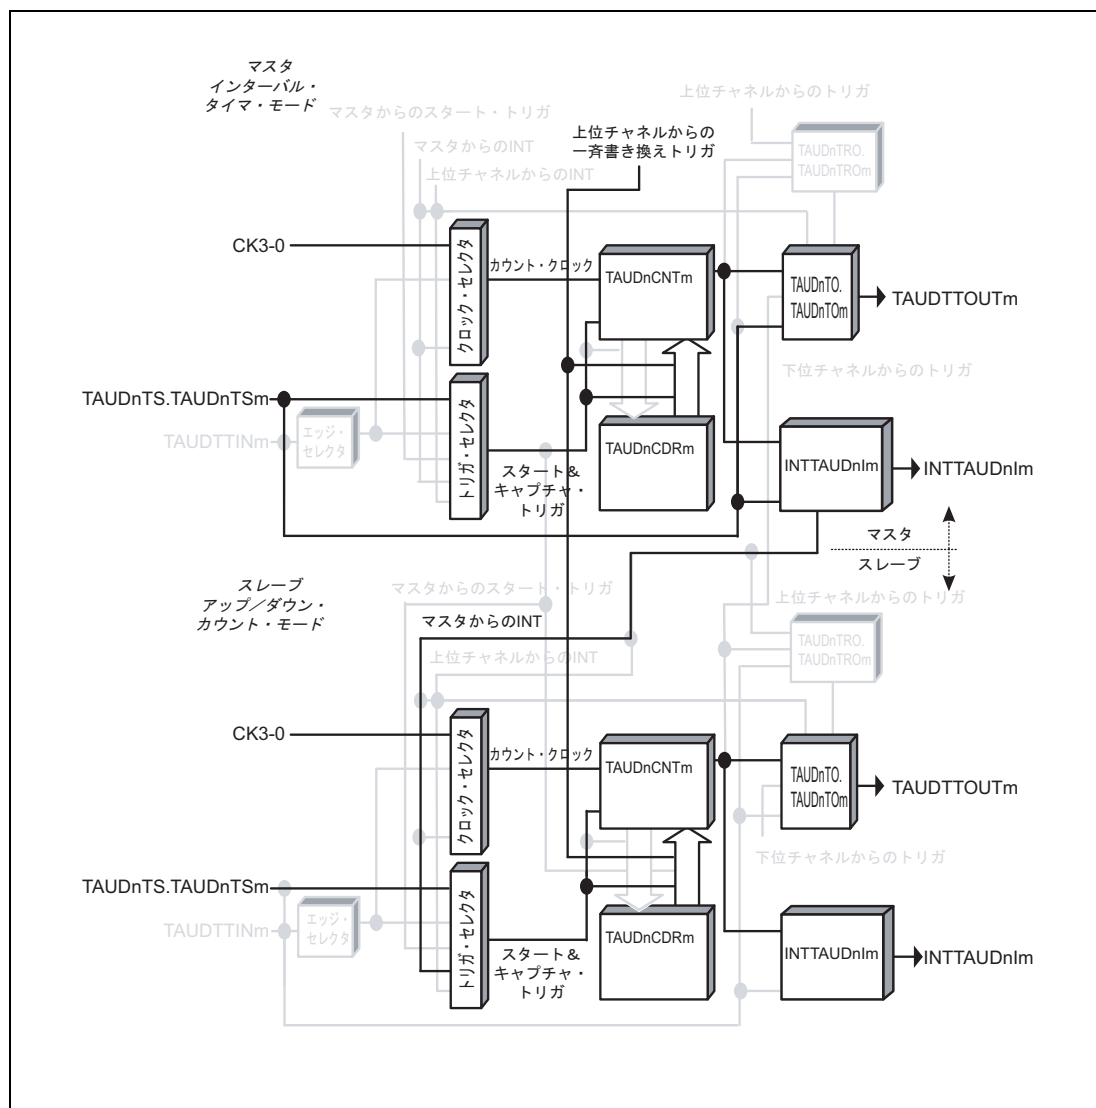 マスタ
インターバル・
タイマ・モード
上位チャネルからのトリガ
マスタからのスタート・トリガ
上位チャネルからの
一斉書き換えトリガ
マスタからのINT
上位チャネルからのINT
TAUDnTRO.
TAUDnTROm
CK3-0
クロック・セレクタ
カウント・クロック
TAUDnCNTm
TAUDnTO.
TAUDnTOm
TAUDTTOUTm
下位チャネルからのトリガ
TAUDnTS.TAUDnTSm
TAUDTTINm
エッジ・
セレクタ
トリガ・セレクタ
スタート&
キャプチャ・
トリガ
TAUDnCDRm
INTTAUDnIm
INTTAUDnIm
マスタ
スレーブ
スレーブ
アップ/ダウン・
カウント・モード
マスタからのスタート・トリガ
上位チャネルからのトリガ
マスタからのINT
上位チャネルからのINT
TAUDnTRO.
TAUDnTROm
CK3-0
クロック・セレクタ
カウント・クロック
TAUDnCNTm
TAUDnTO.
TAUDnTOm
TAUDTTOUTm
下位チャネルからのトリガ
TAUDnTS.TAUDnTSm
TAUDTTINm
エッジ・
セレクタ
トリガ・セレクタ
スタート&
キャプチャ・
トリガ
TAUDnCDRm
INTTAUDnIm
INTTAUDnIm